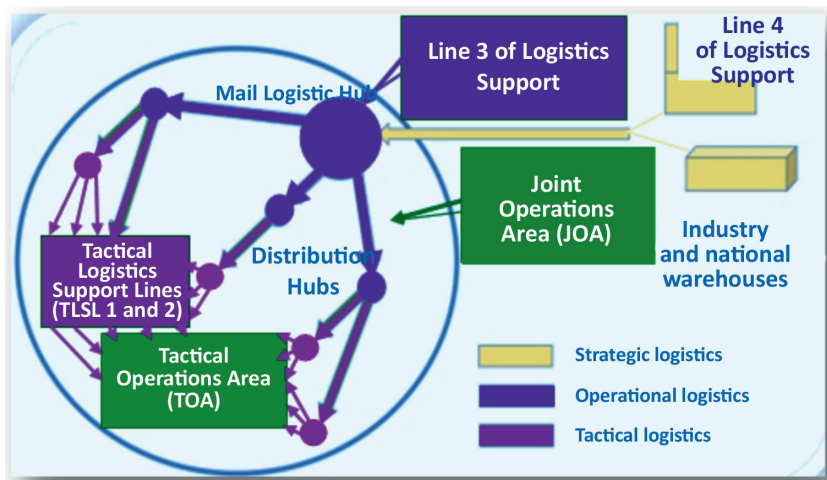 Line 3 of Logistics
Support
Line 4
of Logistics
Support
Mail Logistic Hub
Joint
Operations
Area (JOA)
Industry
and national
warehouses
Distribution
Hubs
Tactical
Logistics
Support Lines
(TLSL 1 and 2)
Tactical
Operations Area
(TOA)
Strategic logistics
Operational logistics
Tactical logistics